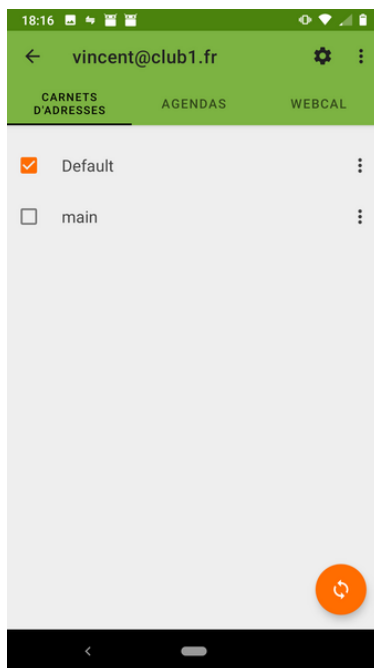 18:16
vincent@club1.fr
CARNETS
D'ADRESSES
AGENDAS
WEBCAL
Default
main